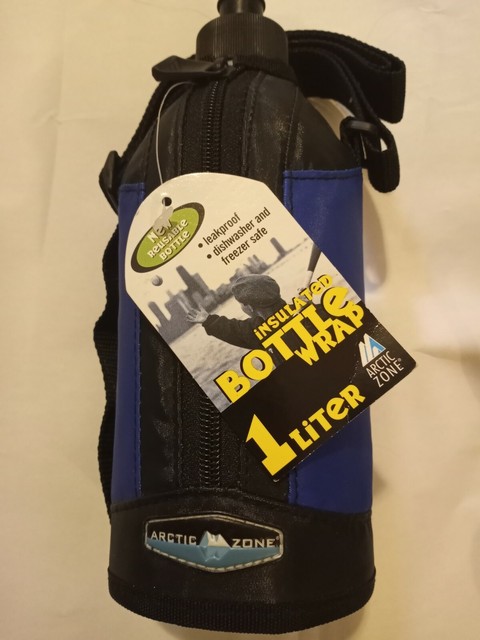 New
REUSABLE
BOTTLE
• leakproof
• dishwasher and
freezer safe
INSULATED
BOTTLE
WRAP
ARCTIC
ZONE®
1 LiTER
ARCTIC ZONE®